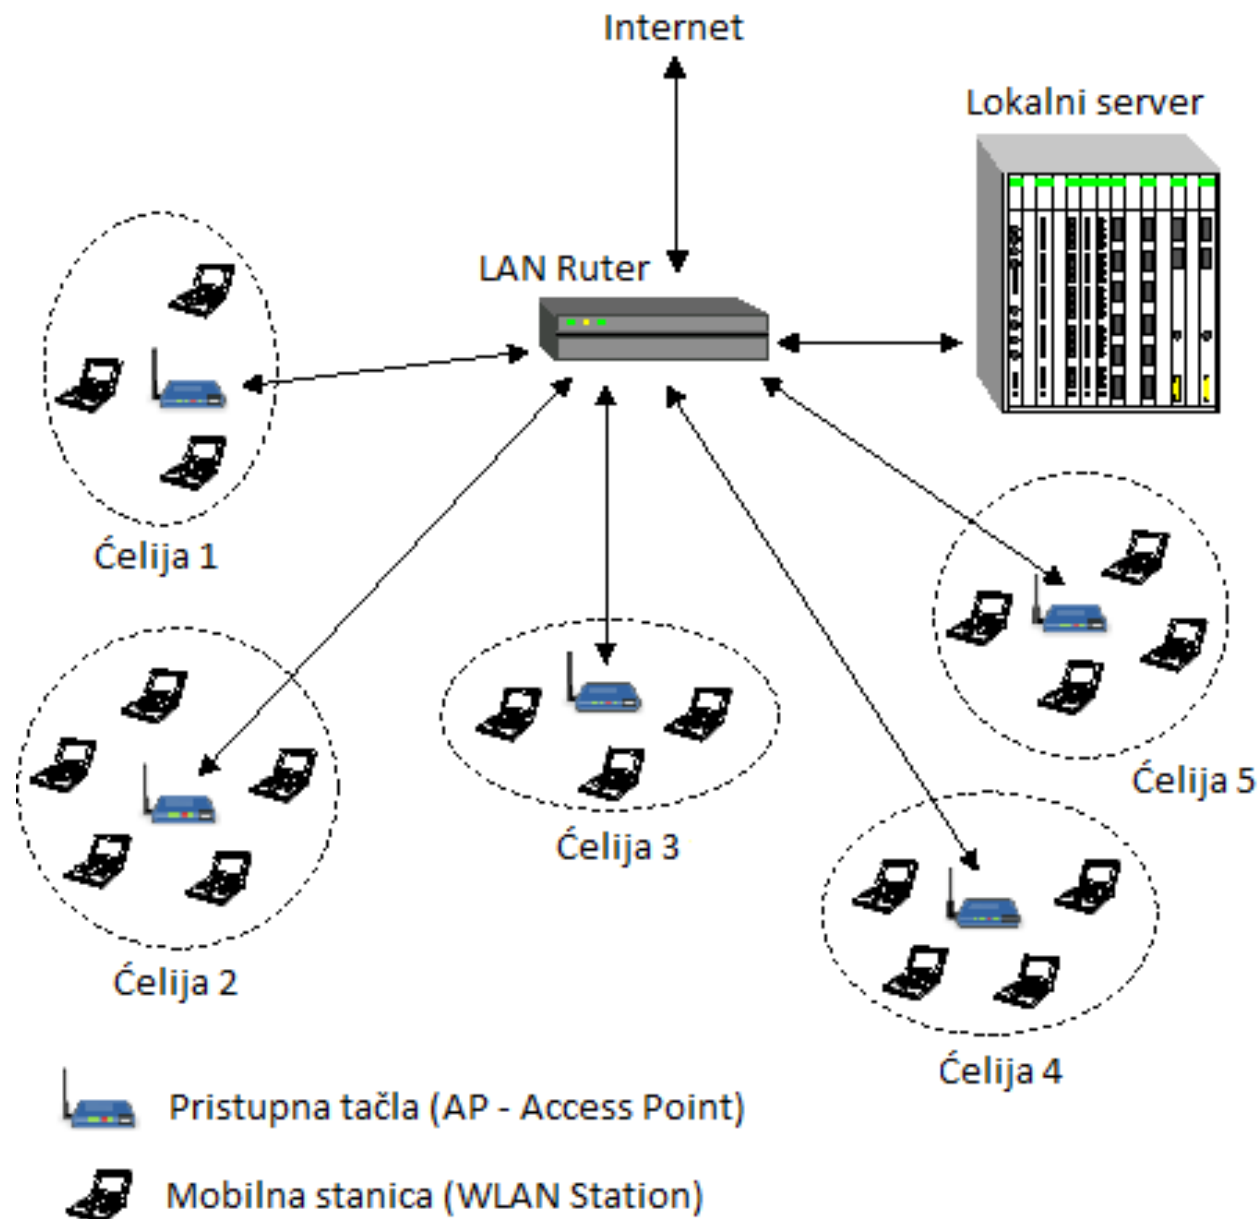 Internet
Lokalni server
LAN Ruter
Ćelija 1
Ćelija 5
Ćelija 3
Ćelija 2
Ćelija 4
Pristupna tačla (AP - Access Point)
Mobilna stanica (WLAN Station)